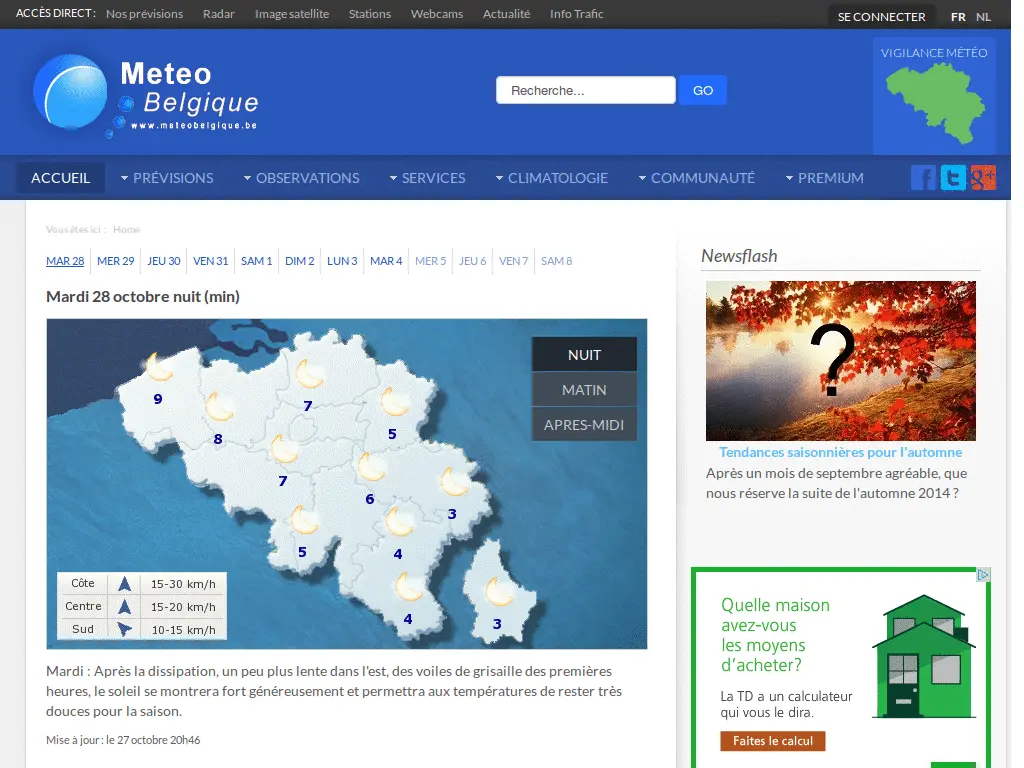 ACCÈS DIRECT : Nos prévisions Radar Image satellite Stations Webcams Actualité Info Trafic SE CONNECTER FR NL
Meteo
Belgique
www.meteobelgique.be
Recherche... GO
VIGILANCE MÉTÉO
ACCUEIL PRÉVISIONS OBSERVATIONS SERVICES CLIMATOLOGIE COMMUNAUTÉ PREMIUM
f t g+
Vous êtes ici : Home
MAR 28 MER 29 JEU 30 VEN 31 SAM 1 DIM 2 LUN 3 MAR 4 MER 5 JEU 6 VEN 7 SAM 8
Mardi 28 octobre nuit (min)
NUIT
MATIN
APRES-MIDI
9
7
8
5
7
6
3
5
4
4
3
Côte 15-30 km/h
Centre 15-20 km/h
Sud 10-15 km/h
Mardi : Après la dissipation, un peu plus lente dans l'est, des voiles de grisaille des premières
heures, le soleil se montrera fort généreusement et permettra aux températures de rester très
douces pour la saison.
Mise à jour : le 27 octobre 20h46
Newsflash
?
Tendances saisonnières pour l'automne
Après un mois de septembre agréable, que
nous réserve la suite de l'automne 2014 ?
Quelle maison
avez-vous
les moyens
d'acheter?
La TD a un calculateur
qui vous le dira.
Faites le calcul